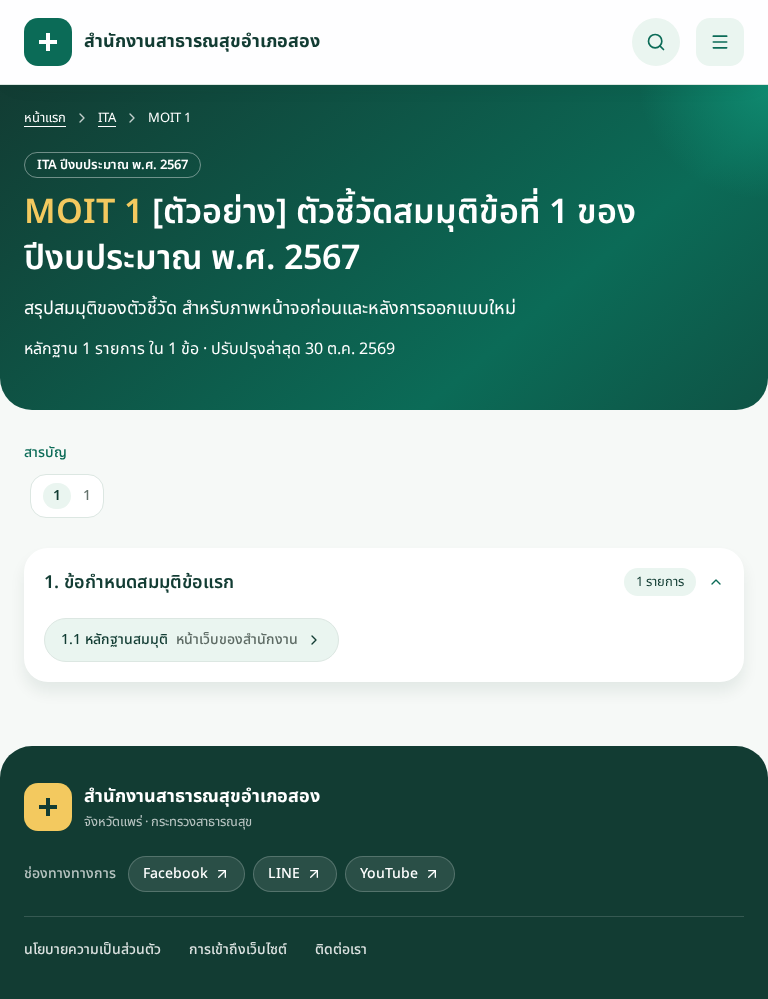 สำนักงานสาธารณสุขอำเภอสอง
หน้าแรก ITA MOIT 1
ITA ปีงบประมาณ พ.ศ. 2567
MOIT 1 [ตัวอย่าง] ตัวชี้วัดสมมุติข้อที่ 1 ของ
ปีงบประมาณ พ.ศ. 2567
สรุปสมมุติของตัวชี้วัด สำหรับภาพหน้าจอก่อนและหลังการออกแบบใหม่
หลักฐาน 1 รายการ ใน 1 ข้อ · ปรับปรุงล่าสุด 30 ต.ค. 2569
สารบัญ
1 1
1. ข้อกำหนดสมมุติข้อแรก 1 รายการ
1.1 หลักฐานสมมุติ หน้าเว็บของสำนักงาน
สำนักงานสาธารณสุขอำเภอสอง
จังหวัดแพร่ · กระทรวงสาธารณสุข
ช่องทางทางการ Facebook LINE YouTube
นโยบายความเป็นส่วนตัว การเข้าถึงเว็บไซต์ ติดต่อเรา